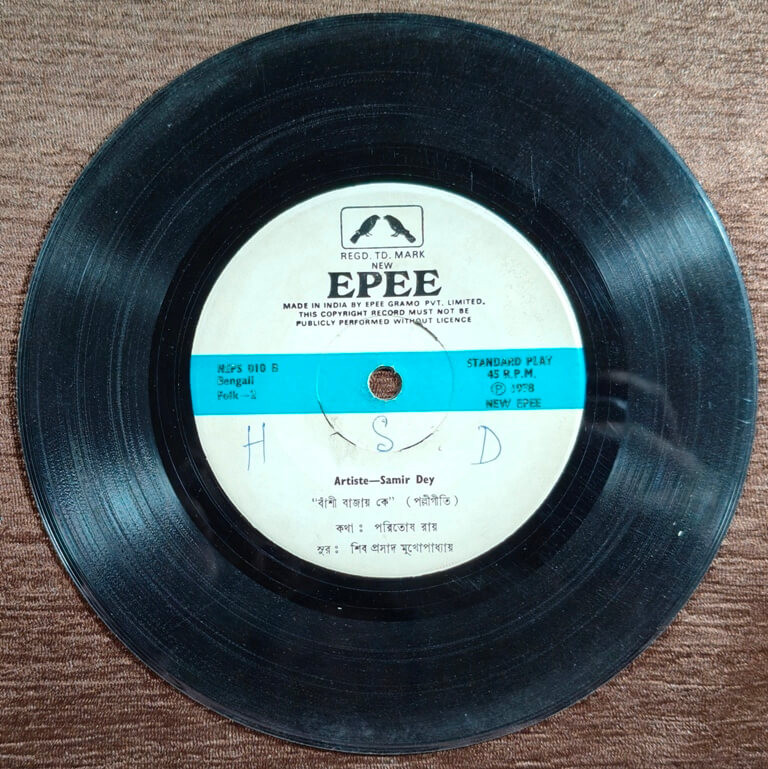 REGD. TD. MARK
NEW
EPEE
MADE IN INDIA BY EPEE GRAMO PVT. LIMITED.
THIS COPYRIGHT RECORD MUST NOT BE
PUBLICLY PERFORMED WITHOUT LICENCE
010 B
Bengali
Folk
STANDARD PLAY
45 R.P.M.
Ⓟ 1978
NEW EPEE
H S D
Artiste—Samir Dey
“বাঁশী বাজায় কে” (পল্লীগীতি)
কথা : পরিতোষ রায়
সুর : শিব প্রসাদ মুখোপাধ্যায়